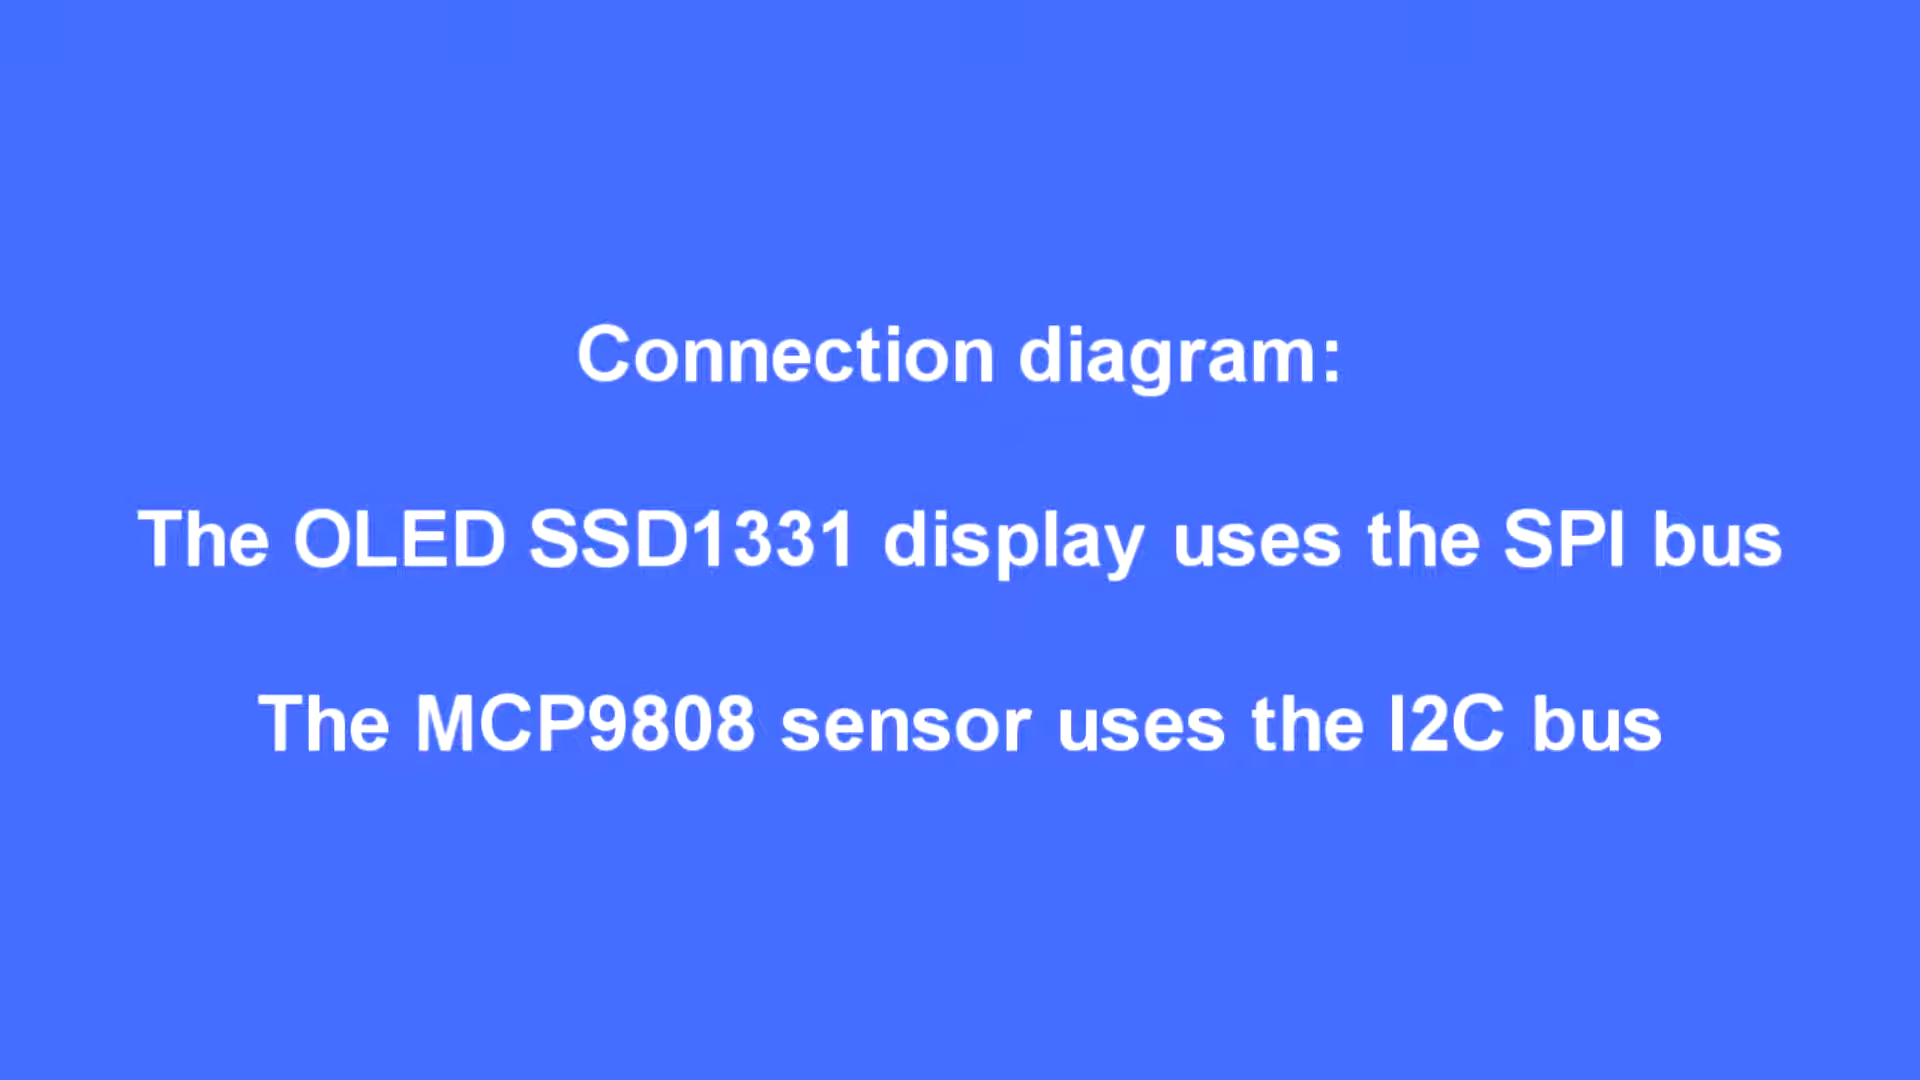 Connection diagram:
The OLED SSD1331 display uses the SPI bus
The MCP9808 sensor uses the I2C bus